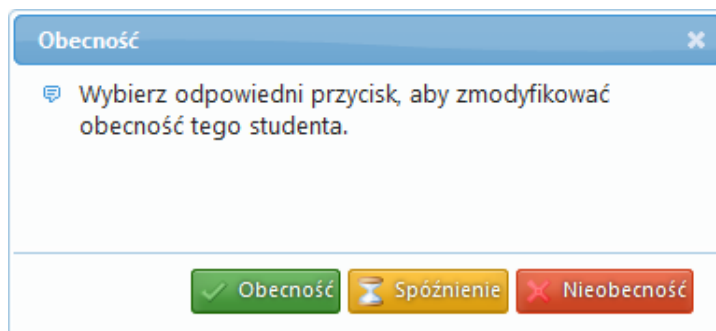 Obecność
Wybierz odpowiedni przycisk, aby zmodyfikować
obecność tego studenta.
Obecność Spóźnienie Nieobecność